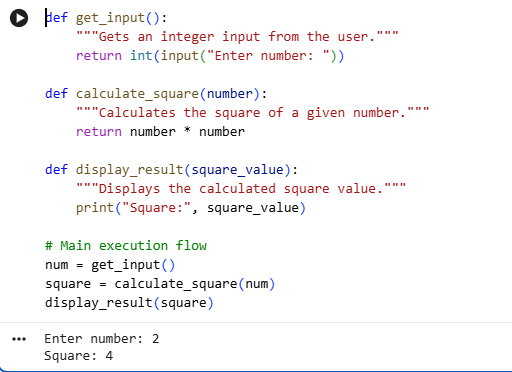 def get_input():
    """Gets an integer input from the user."""
    return int(input("Enter number: "))

def calculate_square(number):
    """Calculates the square of a given number."""
    return number * number

def display_result(square_value):
    """Displays the calculated square value."""
    print("Square:", square_value)

# Main execution flow
num = get_input()
square = calculate_square(num)
display_result(square)

Enter number: 2
Square: 4